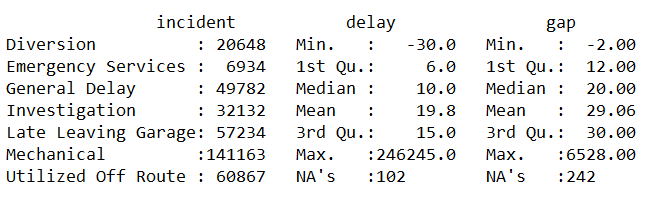 incident delay gap
Diversion : 20648 Min. : -30.0 Min. : -2.00
Emergency Services : 6934 1st Qu.: 6.0 1st Qu.: 12.00
General Delay : 49782 Median : 10.0 Median : 20.00
Investigation : 32132 Mean : 19.8 Mean : 29.06
Late Leaving Garage: 57234 3rd Qu.: 15.0 3rd Qu.: 30.00
Mechanical :141163 Max. :246245.0 Max. :6528.00
Utilized Off Route : 60867 NA's :102 NA's :242